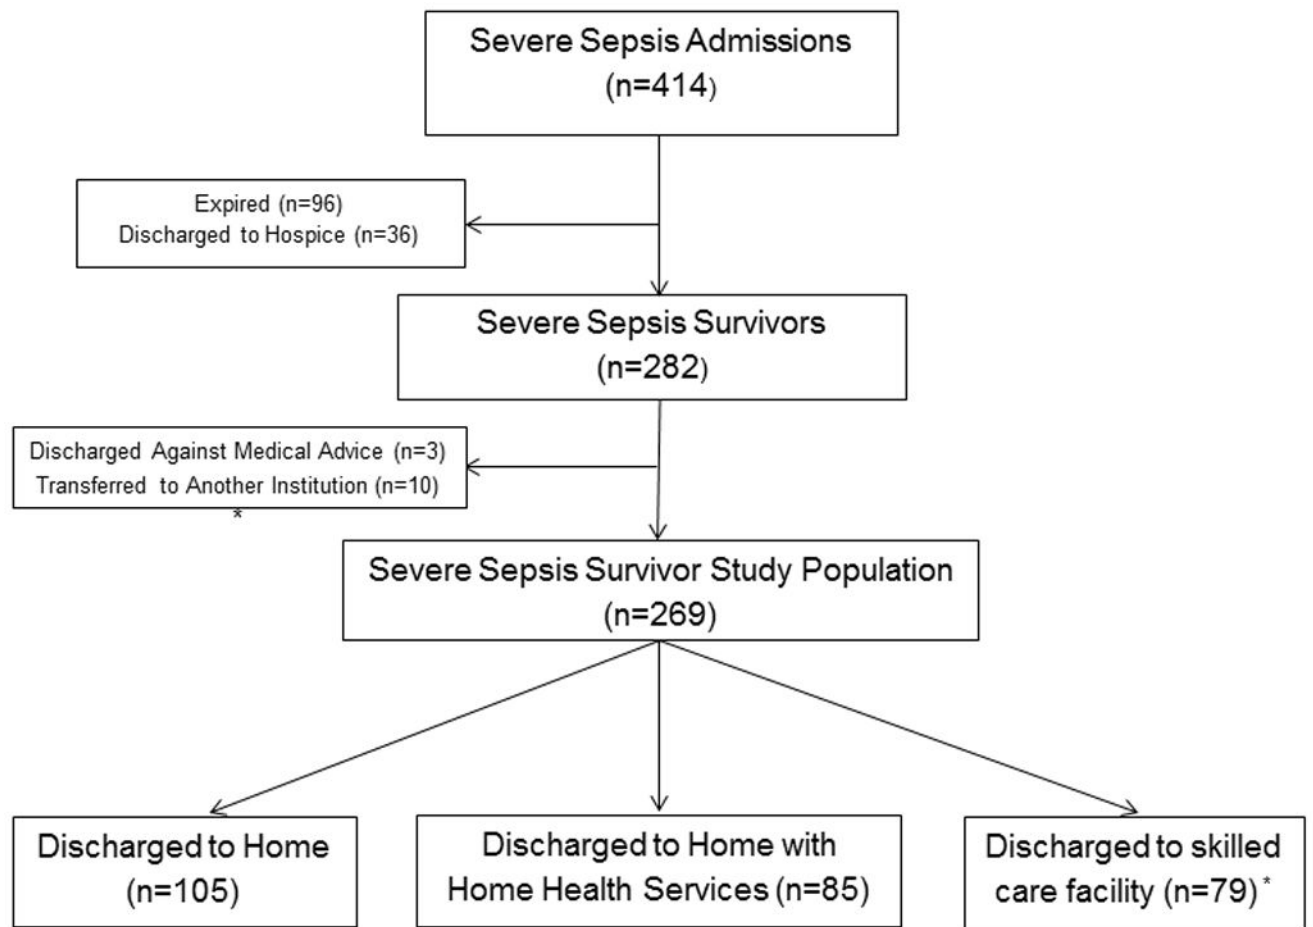 Severe Sepsis Admissions
(n=414)
Expired (n=96)
Discharged to Hospice (n=36)
Severe Sepsis Survivors
(n=282)
Discharged Against Medical Advice (n=3)
Transferred to Another Institution (n=10)
*
Severe Sepsis Survivor Study Population
(n=269)
Discharged to Home
(n=105)
Discharged to Home with
Home Health Services (n=85)
Discharged to skilled
care facility (n=79) *